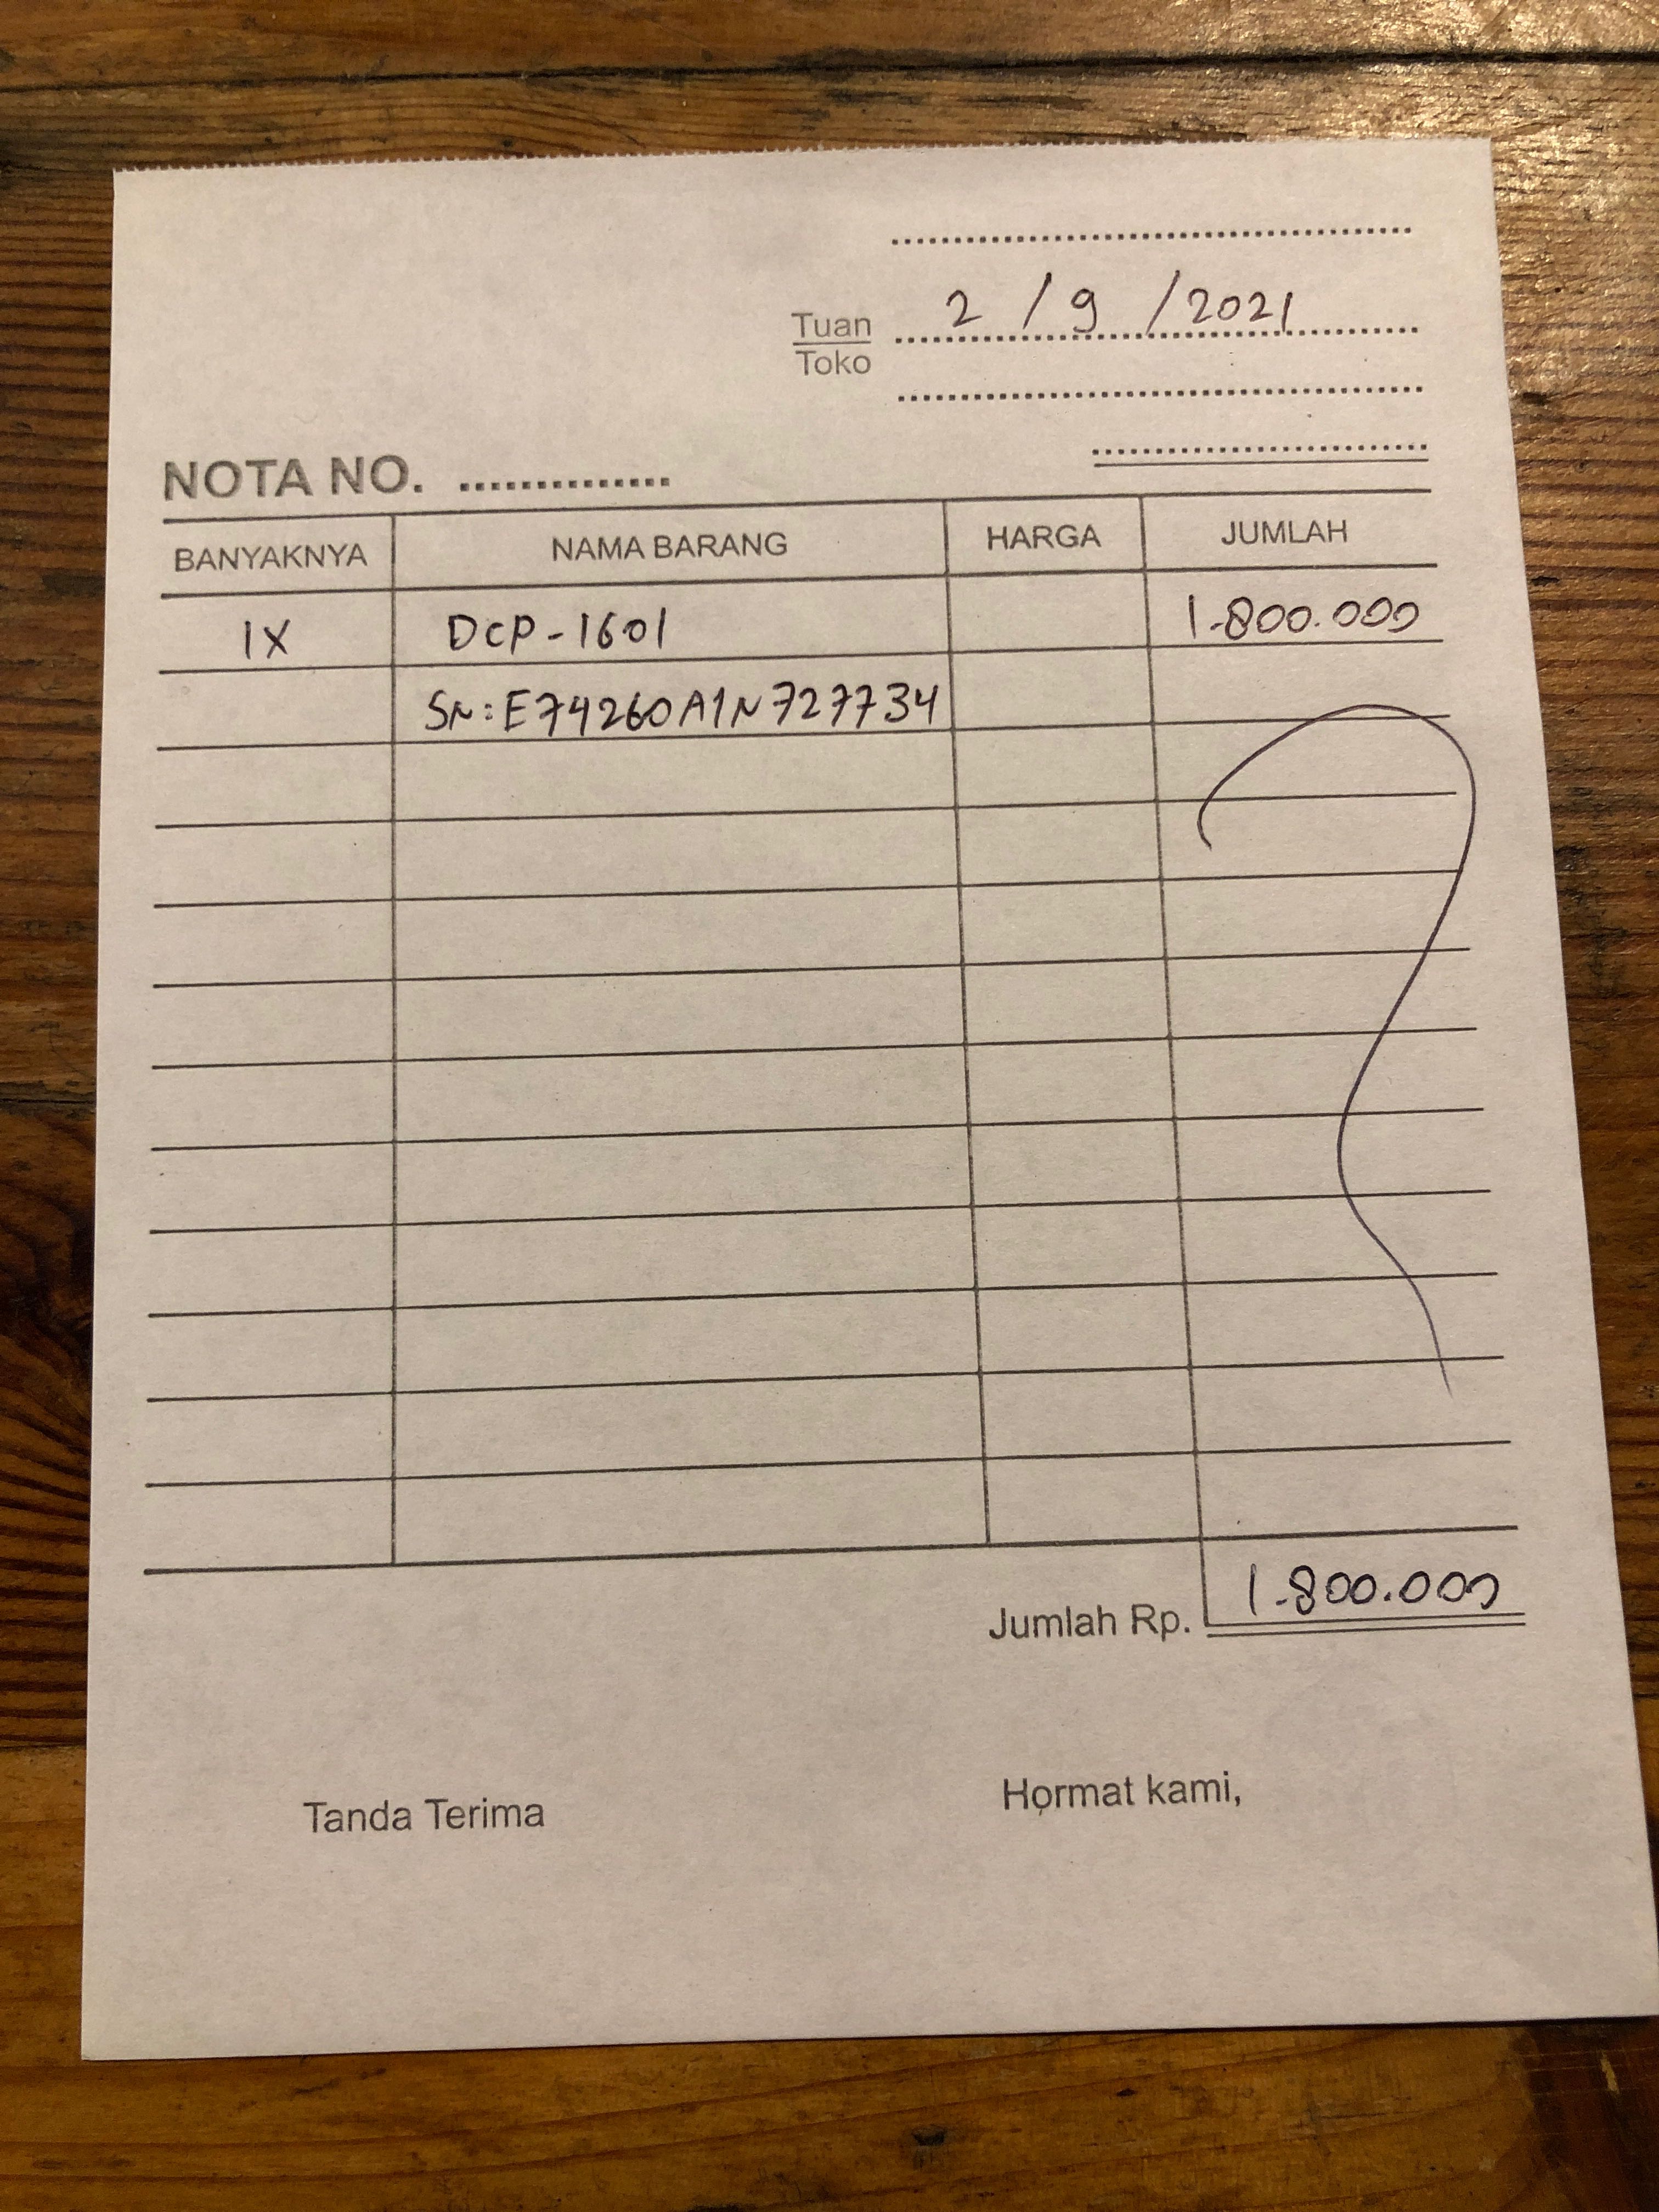 2 / 9 / 2021
Tuan
Toko
NOTA NO.
BANYAKNYA NAMA BARANG HARGA JUMLAH
1X DCP-1601 1.800.000
SN: E74260A1N727734
Jumlah Rp. 1.800.000
Tanda Terima Hormat kami,